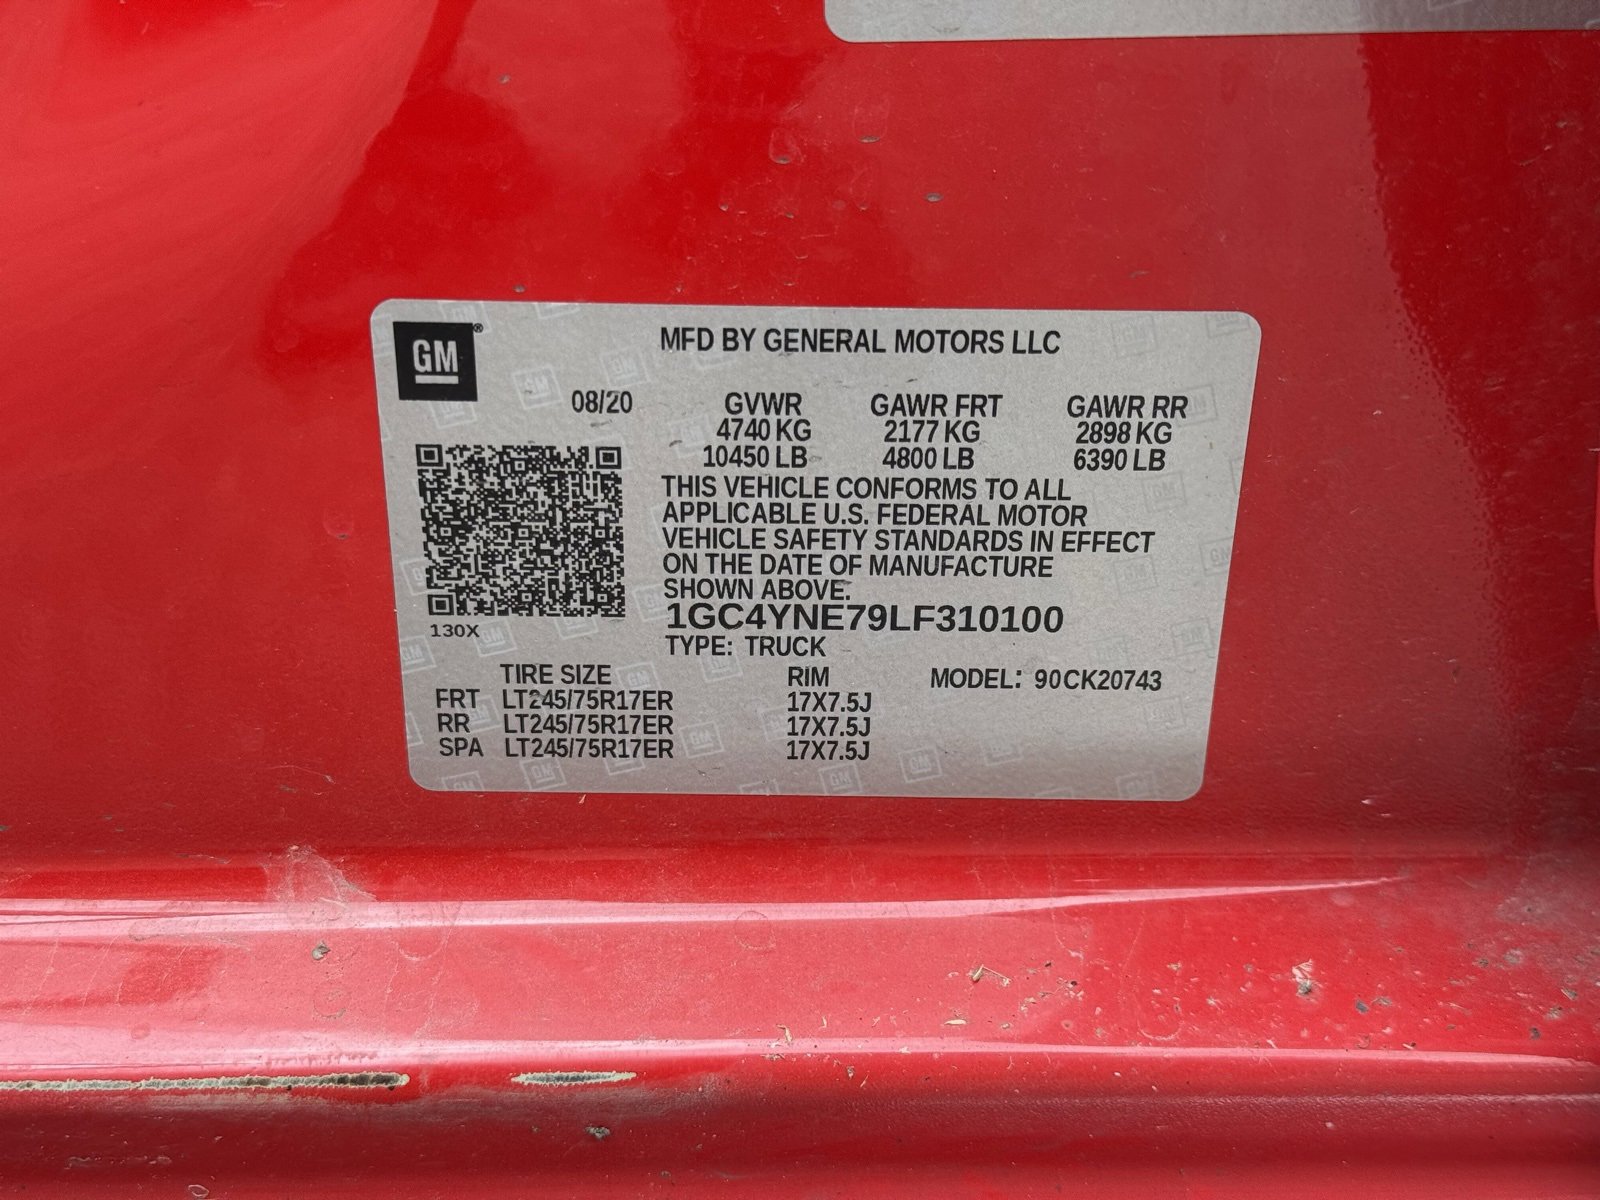 GM®
MFD BY GENERAL MOTORS LLC
08/20 GVWR GAWR FRT GAWR RR
4740 KG 2177 KG 2898 KG
10450 LB 4800 LB 6390 LB
THIS VEHICLE CONFORMS TO ALL
APPLICABLE U.S. FEDERAL MOTOR
VEHICLE SAFETY STANDARDS IN EFFECT
ON THE DATE OF MANUFACTURE
SHOWN ABOVE.
1GC4YNE79LF310100
130X
TYPE: TRUCK
TIRE SIZE RIM MODEL: 90CK20743
FRT LT245/75R17ER 17X7.5J
RR LT245/75R17ER 17X7.5J
SPA LT245/75R17ER 17X7.5J